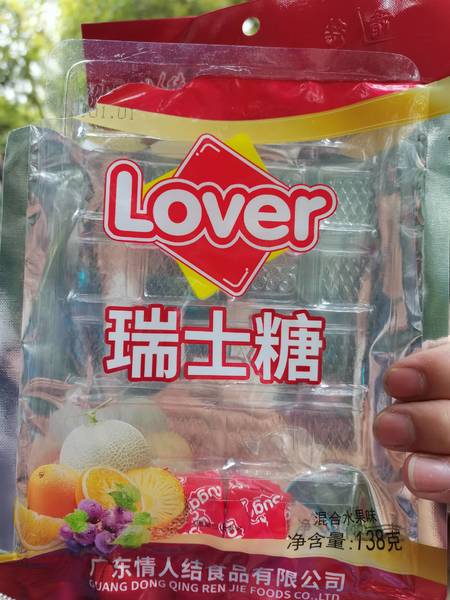 Lover
瑞士糖
混合水果味
净含量:138克
广东情人结食品有限公司
GUANG DONG QING REN JIE FOODS CO.,LTD